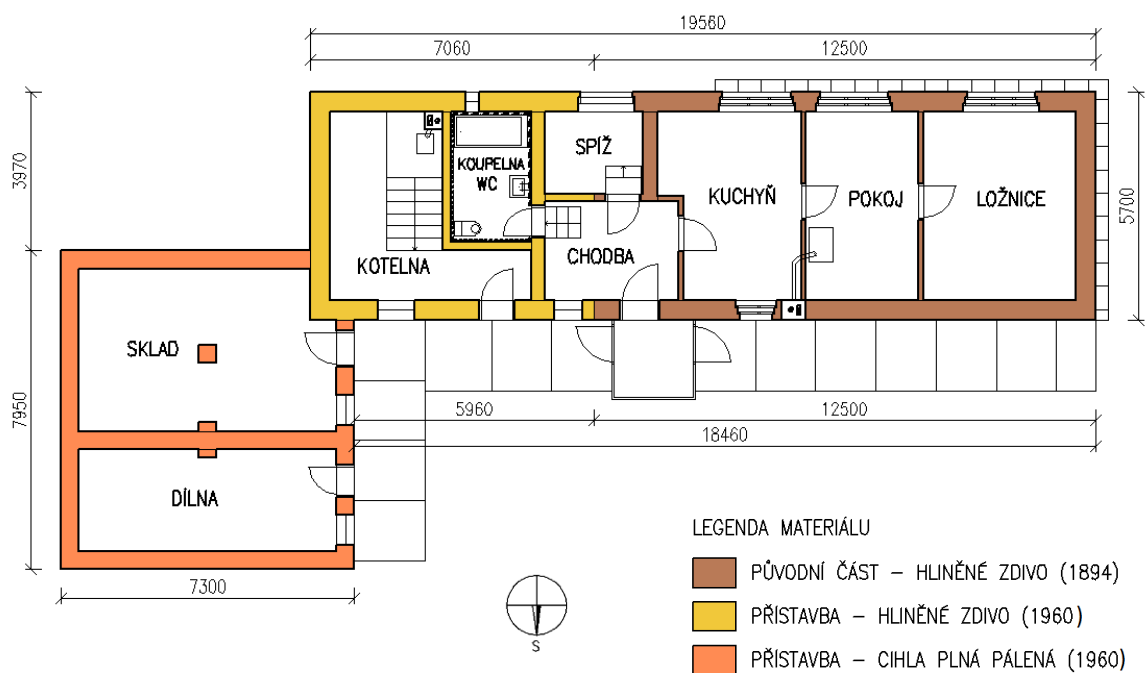 19560
7060 12500
3970
5700
SPÍŽ
KOUPELNA
WC
KUCHYŇ
POKOJ
LOŽNICE
CHODBA
KOTELNA
SKLAD
7950
5960 12500
18460
DÍLNA
7300
S
LEGENDA MATERIÁLU
PŮVODNÍ ČÁST – HLINĚNÉ ZDIVO (1894)
PŘÍSTAVBA – HLINĚNÉ ZDIVO (1960)
PŘÍSTAVBA – CIHLA PLNÁ PÁLENÁ (1960)